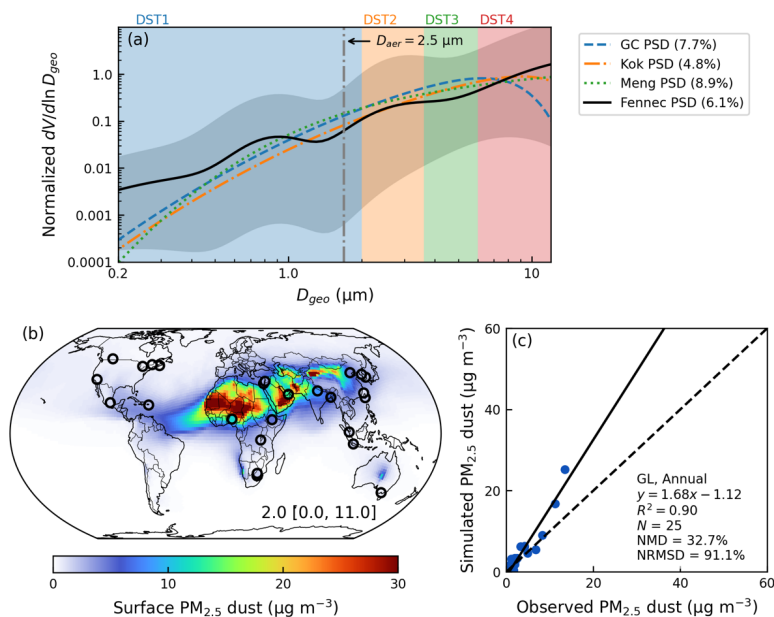 DST1 DST2 DST3 DST4
(a)
D_aer = 2.5 μm
GC PSD (7.7%)
Kok PSD (4.8%)
Meng PSD (8.9%)
Fennec PSD (6.1%)
Normalized dV/dln D_geo
1.0
0.1
0.01
0.001
0.0001
0.2 1.0 10
D_geo (μm)
(b)
2.0 [0.0, 11.0]
0 10 20 30
Surface PM₂.₅ dust (μg m⁻³)
(c)
Simulated PM₂.₅ dust (μg m⁻³)
60
40
20
0
GL, Annual
y=1.68x−1.12
R² = 0.90
N = 25
NMD = 32.7%
NRMSD = 91.1%
0 20 40 60
Observed PM₂.₅ dust (μg m⁻³)